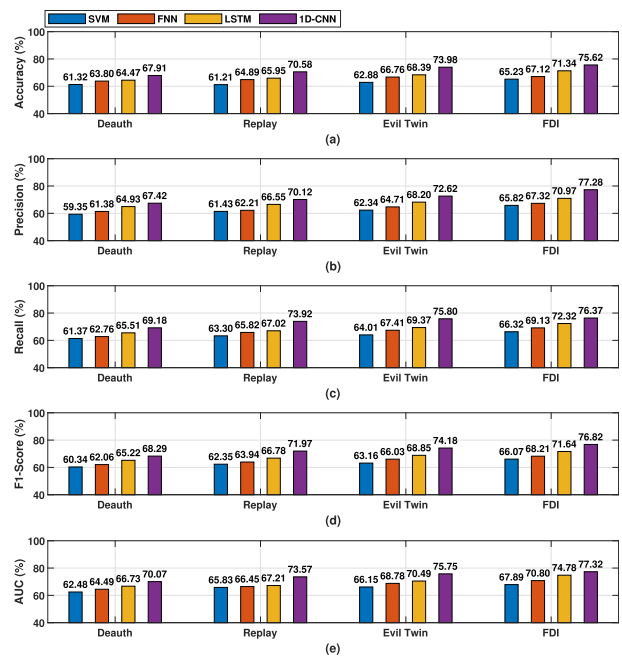 SVM FNN LSTM 1D-CNN
Accuracy (%)
100
80
60
40
61.32 63.80 64.47 67.91
61.21 64.89 65.95 70.58
62.88 66.76 68.39 73.98
65.23 67.12 71.34 75.62
Deauth Replay Evil Twin FDI
(a)
Precision (%)
100
80
60
40
59.35 61.38 64.93 67.42
61.43 62.21 66.55 70.12
62.34 64.71 68.20 72.62
65.82 67.32 70.97 77.28
Deauth Replay Evil Twin FDI
(b)
Recall (%)
100
80
60
40
61.37 62.76 65.51 69.18
63.30 65.82 67.02 73.92
64.01 67.41 69.37 75.80
66.32 69.13 72.32 76.37
Deauth Replay Evil Twin FDI
(c)
F1-Score (%)
100
80
60
40
60.34 62.06 65.22 68.29
62.35 63.94 66.78 71.97
63.16 66.03 68.85 74.18
66.07 68.21 71.64 76.82
Deauth Replay Evil Twin FDI
(d)
AUC (%)
100
80
60
40
62.48 64.49 66.73 70.07
65.83 66.45 67.21 73.57
66.15 68.78 70.49 75.75
67.89 70.80 74.78 77.32
Deauth Replay Evil Twin FDI
(e)